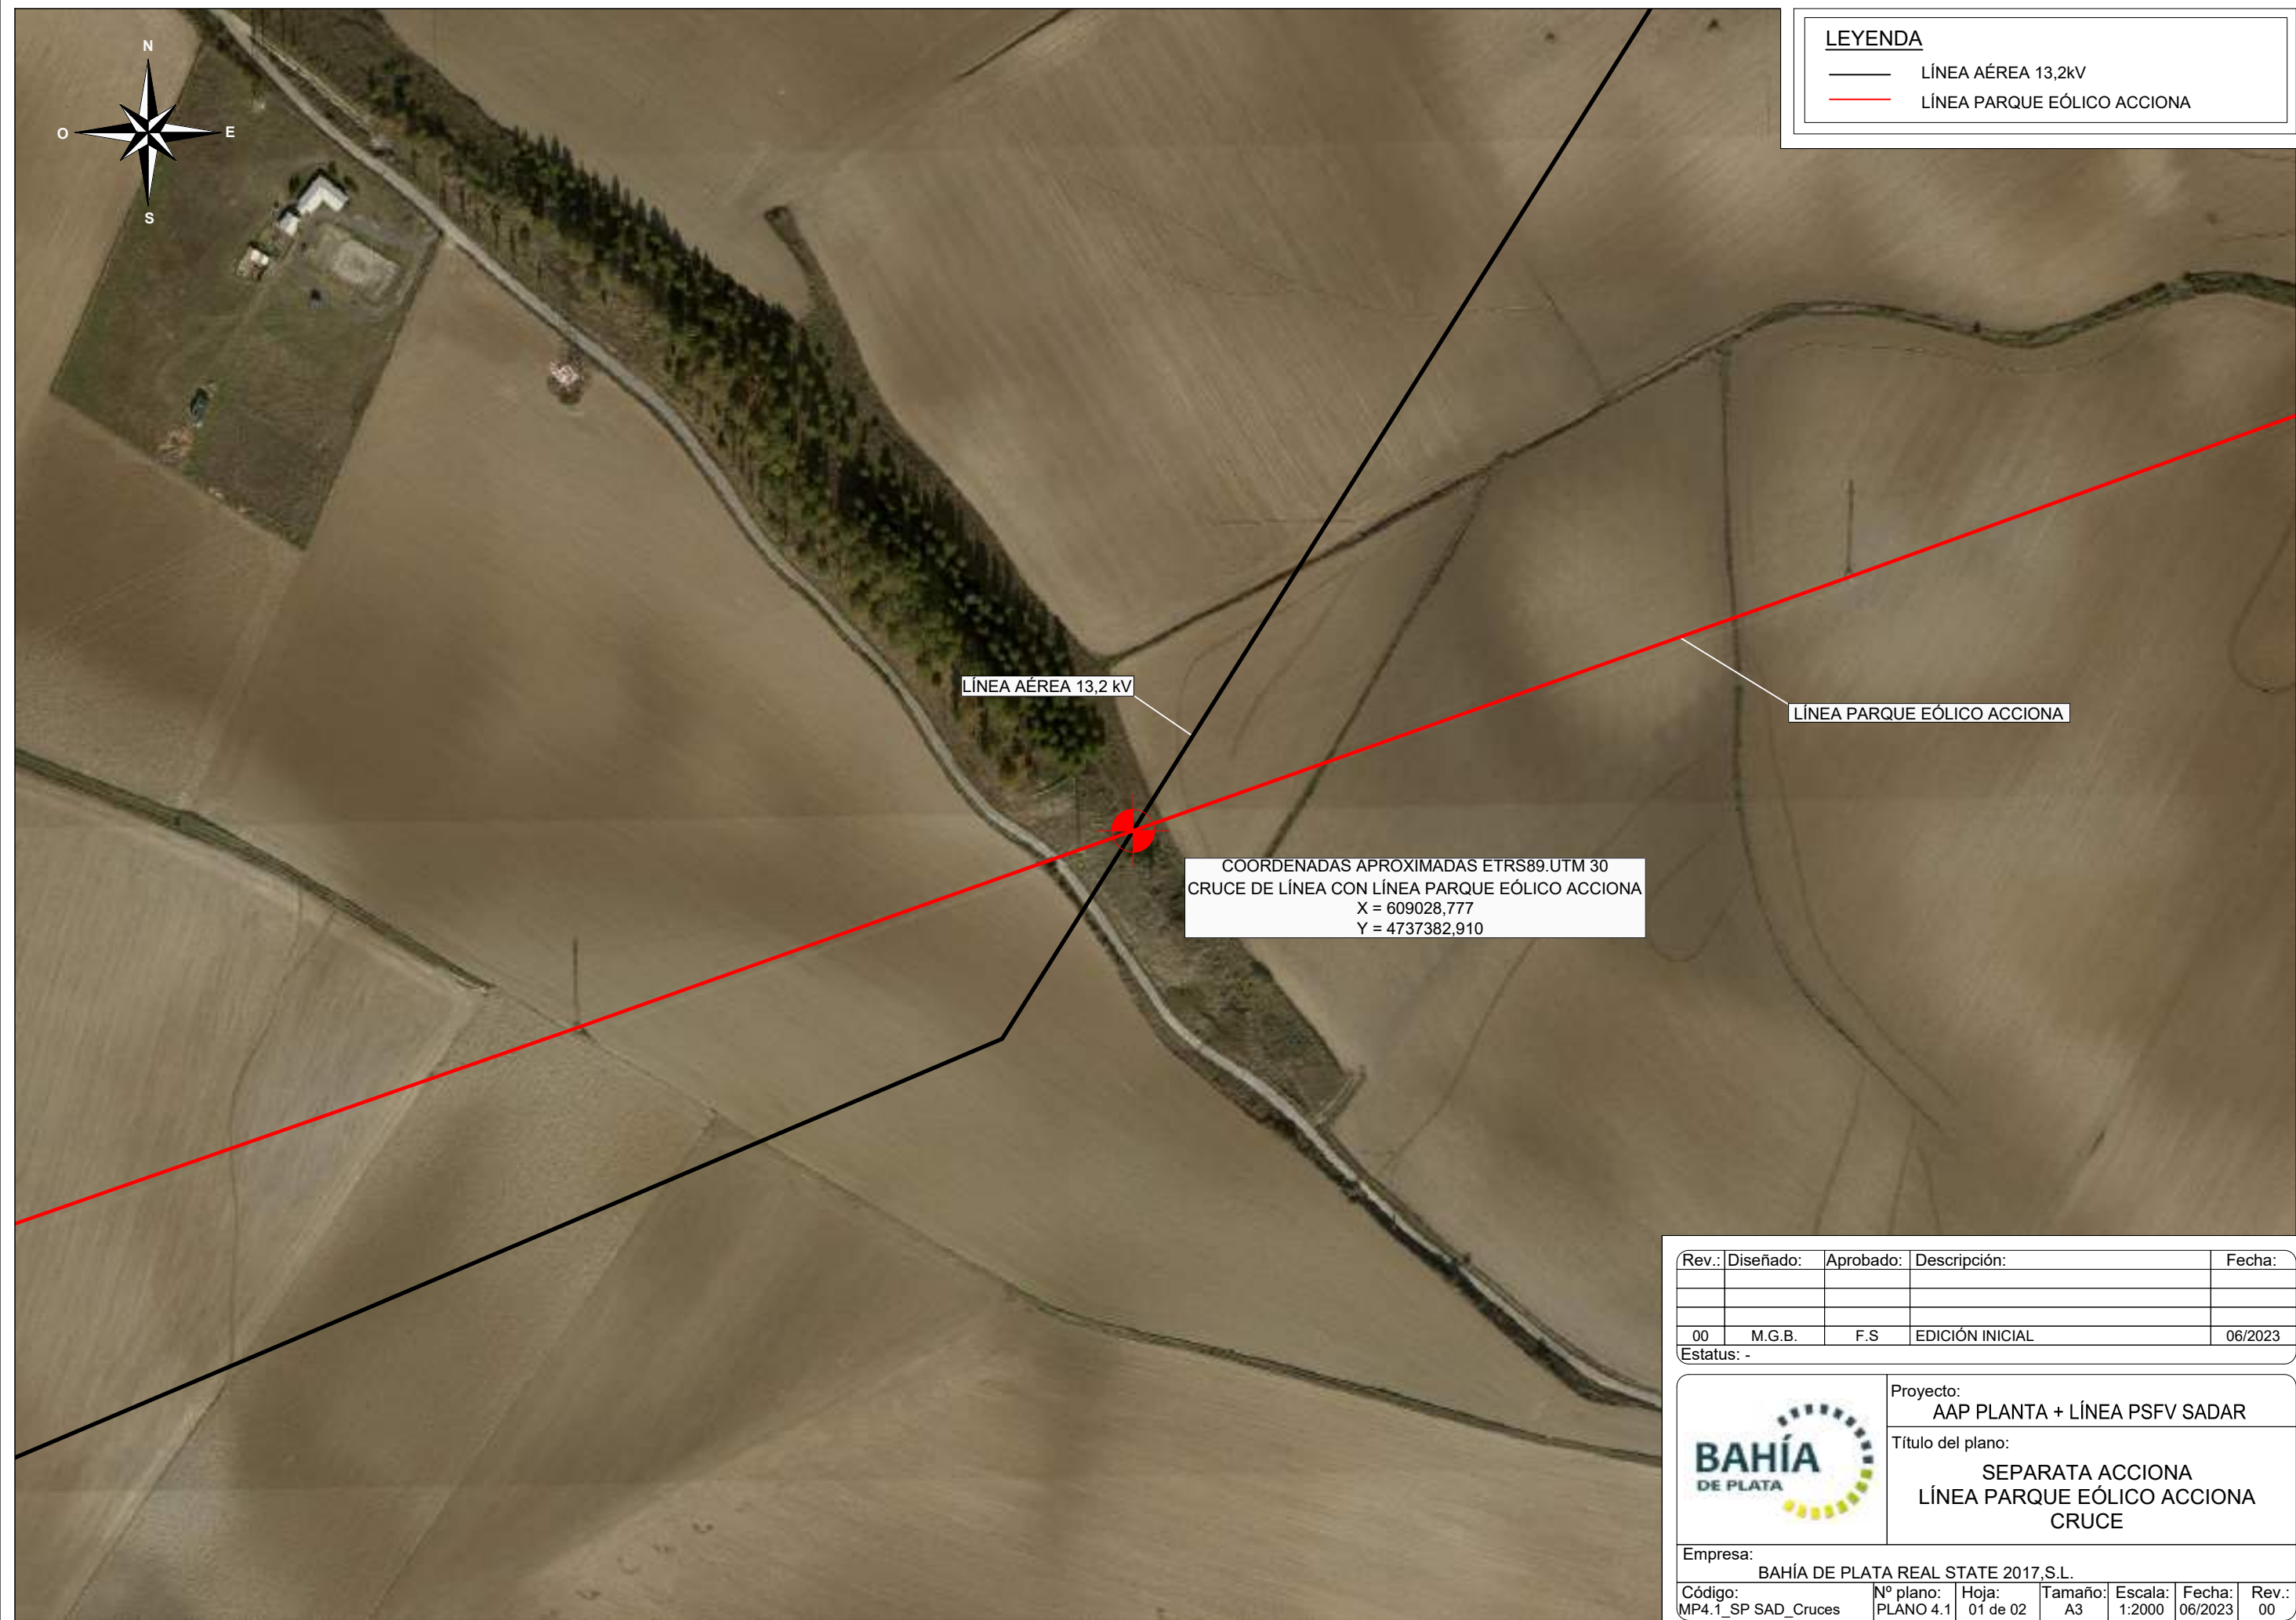 N
O
E
S
LEYENDA
LÍNEA AÉREA 13,2kV
LÍNEA PARQUE EÓLICO ACCIONA
LÍNEA AÉREA 13,2 kV
LÍNEA PARQUE EÓLICO ACCIONA
COORDENADAS APROXIMADAS ETRS89.UTM 30
CRUCE DE LÍNEA CON LÍNEA PARQUE EÓLICO ACCIONA
X = 609028,777
Y = 4737382,910
Rev.: Diseñado: Aprobado: Descripción: Fecha:
00 M.G.B. F.S EDICIÓN INICIAL 06/2023
Estatus: -
BAHÍA
DE PLATA
Proyecto:
AAP PLANTA + LÍNEA PSFV SADAR
Título del plano:
SEPARATA ACCIONA
LÍNEA PARQUE EÓLICO ACCIONA
CRUCE
Empresa:
BAHÍA DE PLATA REAL STATE 2017,S.L.
Código: Nº plano: Hoja: Tamaño: Escala: Fecha: Rev.:
MP4.1_SP SAD_Cruces PLANO 4.1 01 de 02 A3 1:2000 06/2023 00